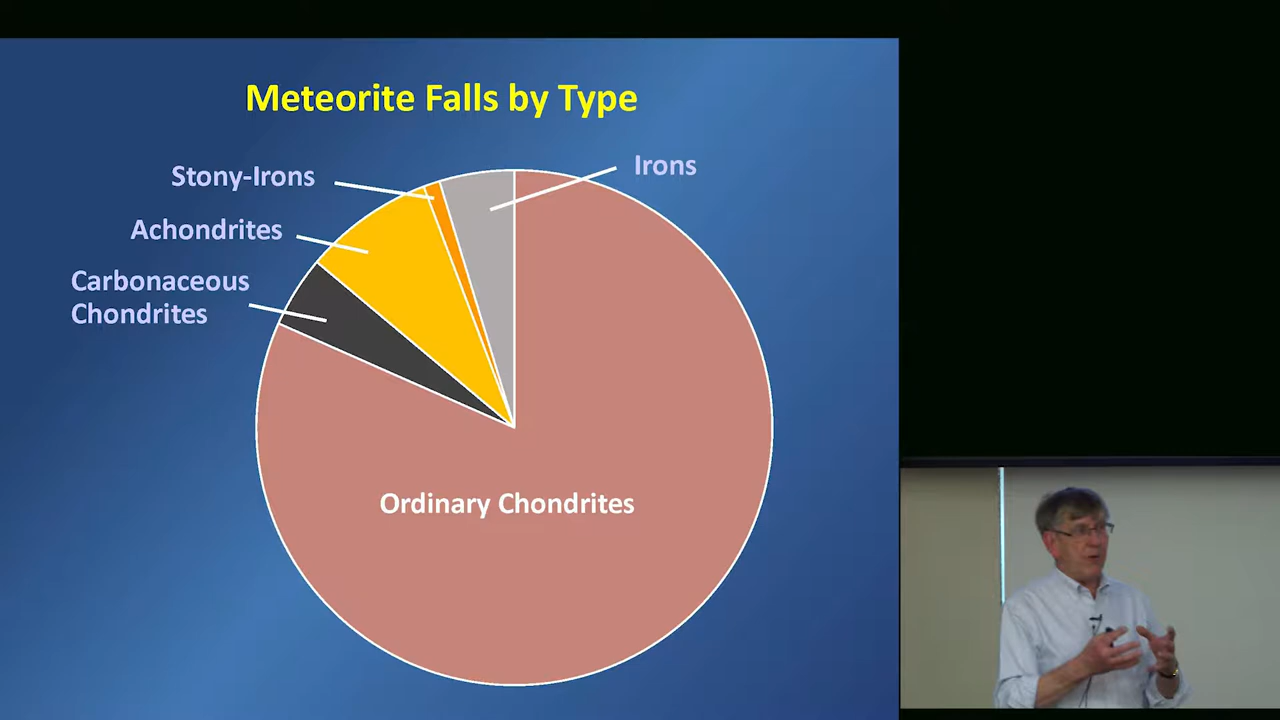 Meteorite Falls by Type
Stony-Irons
Irons
Achondrites
Carbonaceous
Chondrites
Ordinary Chondrites